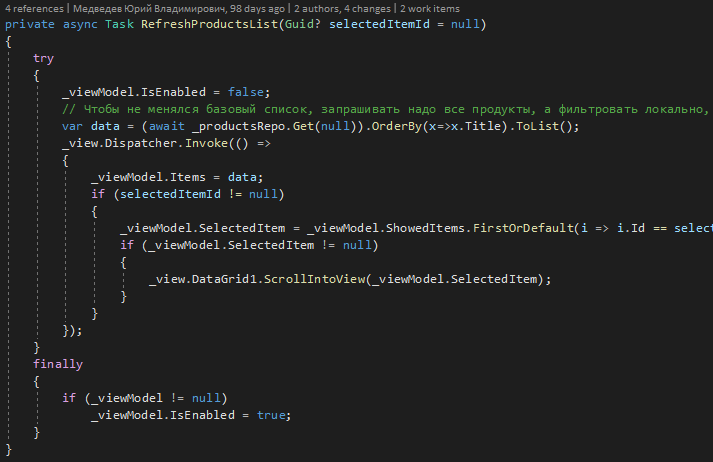 4 references | Медведев Юрий Владимирович, 98 days ago | 2 authors, 4 changes | 2 work items
private async Task RefreshProductsList(Guid? selectedItemId = null)
{
try
{
_viewModel.IsEnabled = false;
// Чтобы не менялся базовый список, запрашивать надо все продукты, а фильтровать локально,
var data = (await _productsRepo.Get(null)).OrderBy(x=>x.Title).ToList();
_view.Dispatcher.Invoke(() =>
{
_viewModel.Items = data;
if (selectedItemId != null)
{
_viewModel.SelectedItem = _viewModel.ShowedItems.FirstOrDefault(i => i.Id == select
if (_viewModel.SelectedItem != null)
{
_view.DataGrid1.ScrollIntoView(_viewModel.SelectedItem);
}
}
});
}
finally
{
if (_viewModel != null)
_viewModel.IsEnabled = true;
}
}